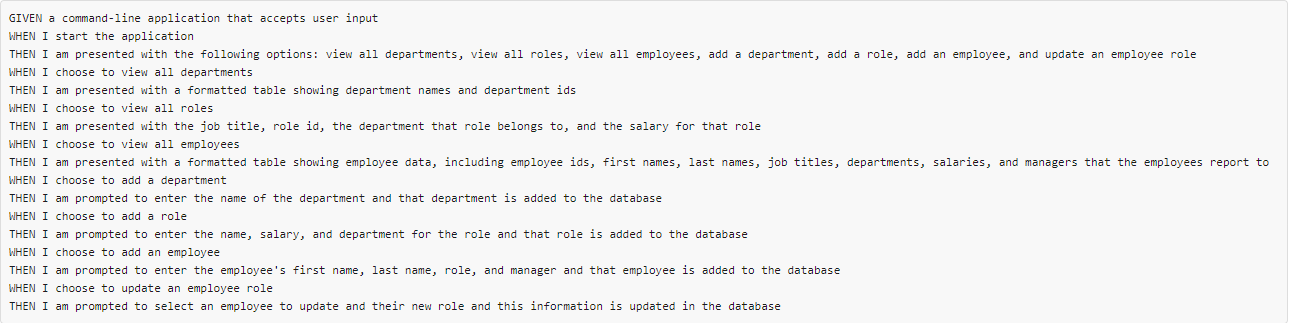 GIVEN a command-line application that accepts user input
WHEN I start the application
THEN I am presented with the following options: view all departments, view all roles, view all employees, add a department, add a role, add an employee, and update an employee role
WHEN I choose to view all departments
THEN I am presented with a formatted table showing department names and department ids
WHEN I choose to view all roles
THEN I am presented with the job title, role id, the department that role belongs to, and the salary for that role
WHEN I choose to view all employees
THEN I am presented with a formatted table showing employee data, including employee ids, first names, last names, job titles, departments, salaries, and managers that the employees report to
WHEN I choose to add a department
THEN I am prompted to enter the name of the department and that department is added to the database
WHEN I choose to add a role
THEN I am prompted to enter the name, salary, and department for the role and that role is added to the database
WHEN I choose to add an employee
THEN I am prompted to enter the employee's first name, last name, role, and manager and that employee is added to the database
WHEN I choose to update an employee role
THEN I am prompted to select an employee to update and their new role and this information is updated in the database